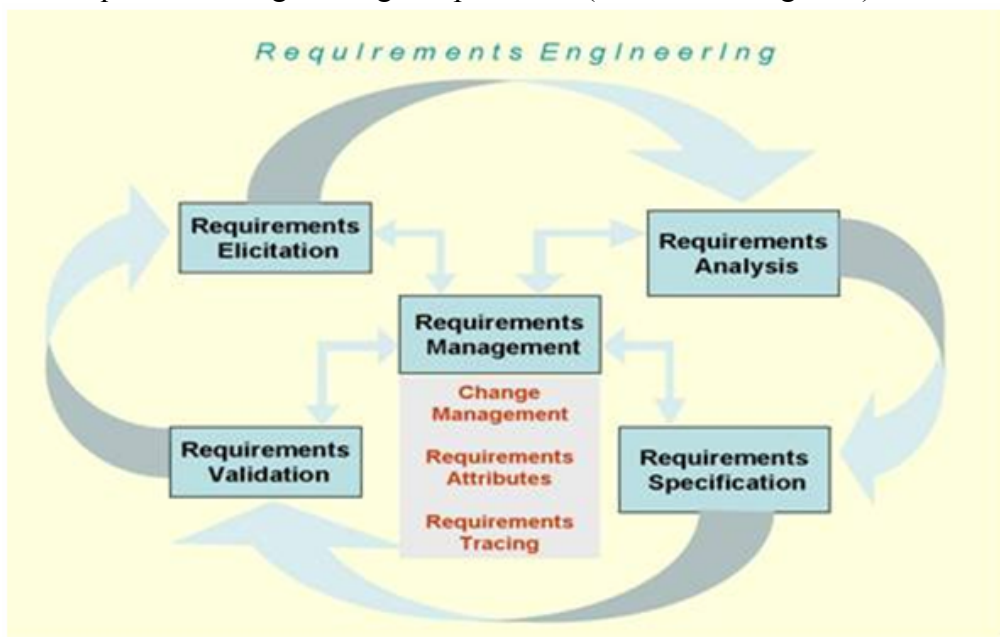 Requirements Engineering
Requirements
Elicitation
Requirements
Analysis
Requirements
Management
Change
Management
Requirements
Attributes
Requirements
Tracing
Requirements
Validation
Requirements
Specification